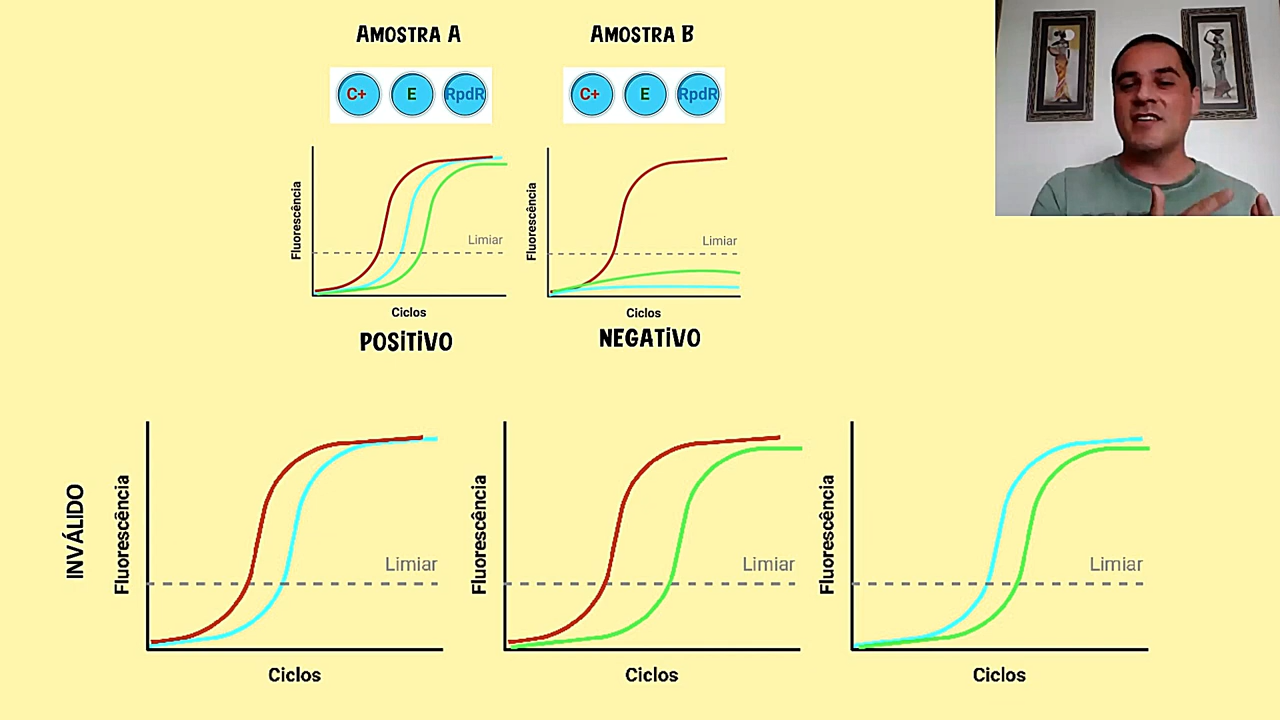 AMOSTRA A
AMOSTRA B
C+ E RpdR
C+ E RpdR
Fluorescência
Limiar
Ciclos
POSITIVO
Fluorescência
Limiar
Ciclos
NEGATIVO
INVÁLIDO
Fluorescência
Limiar
Ciclos
Fluorescência
Limiar
Ciclos
Fluorescência
Limiar
Ciclos